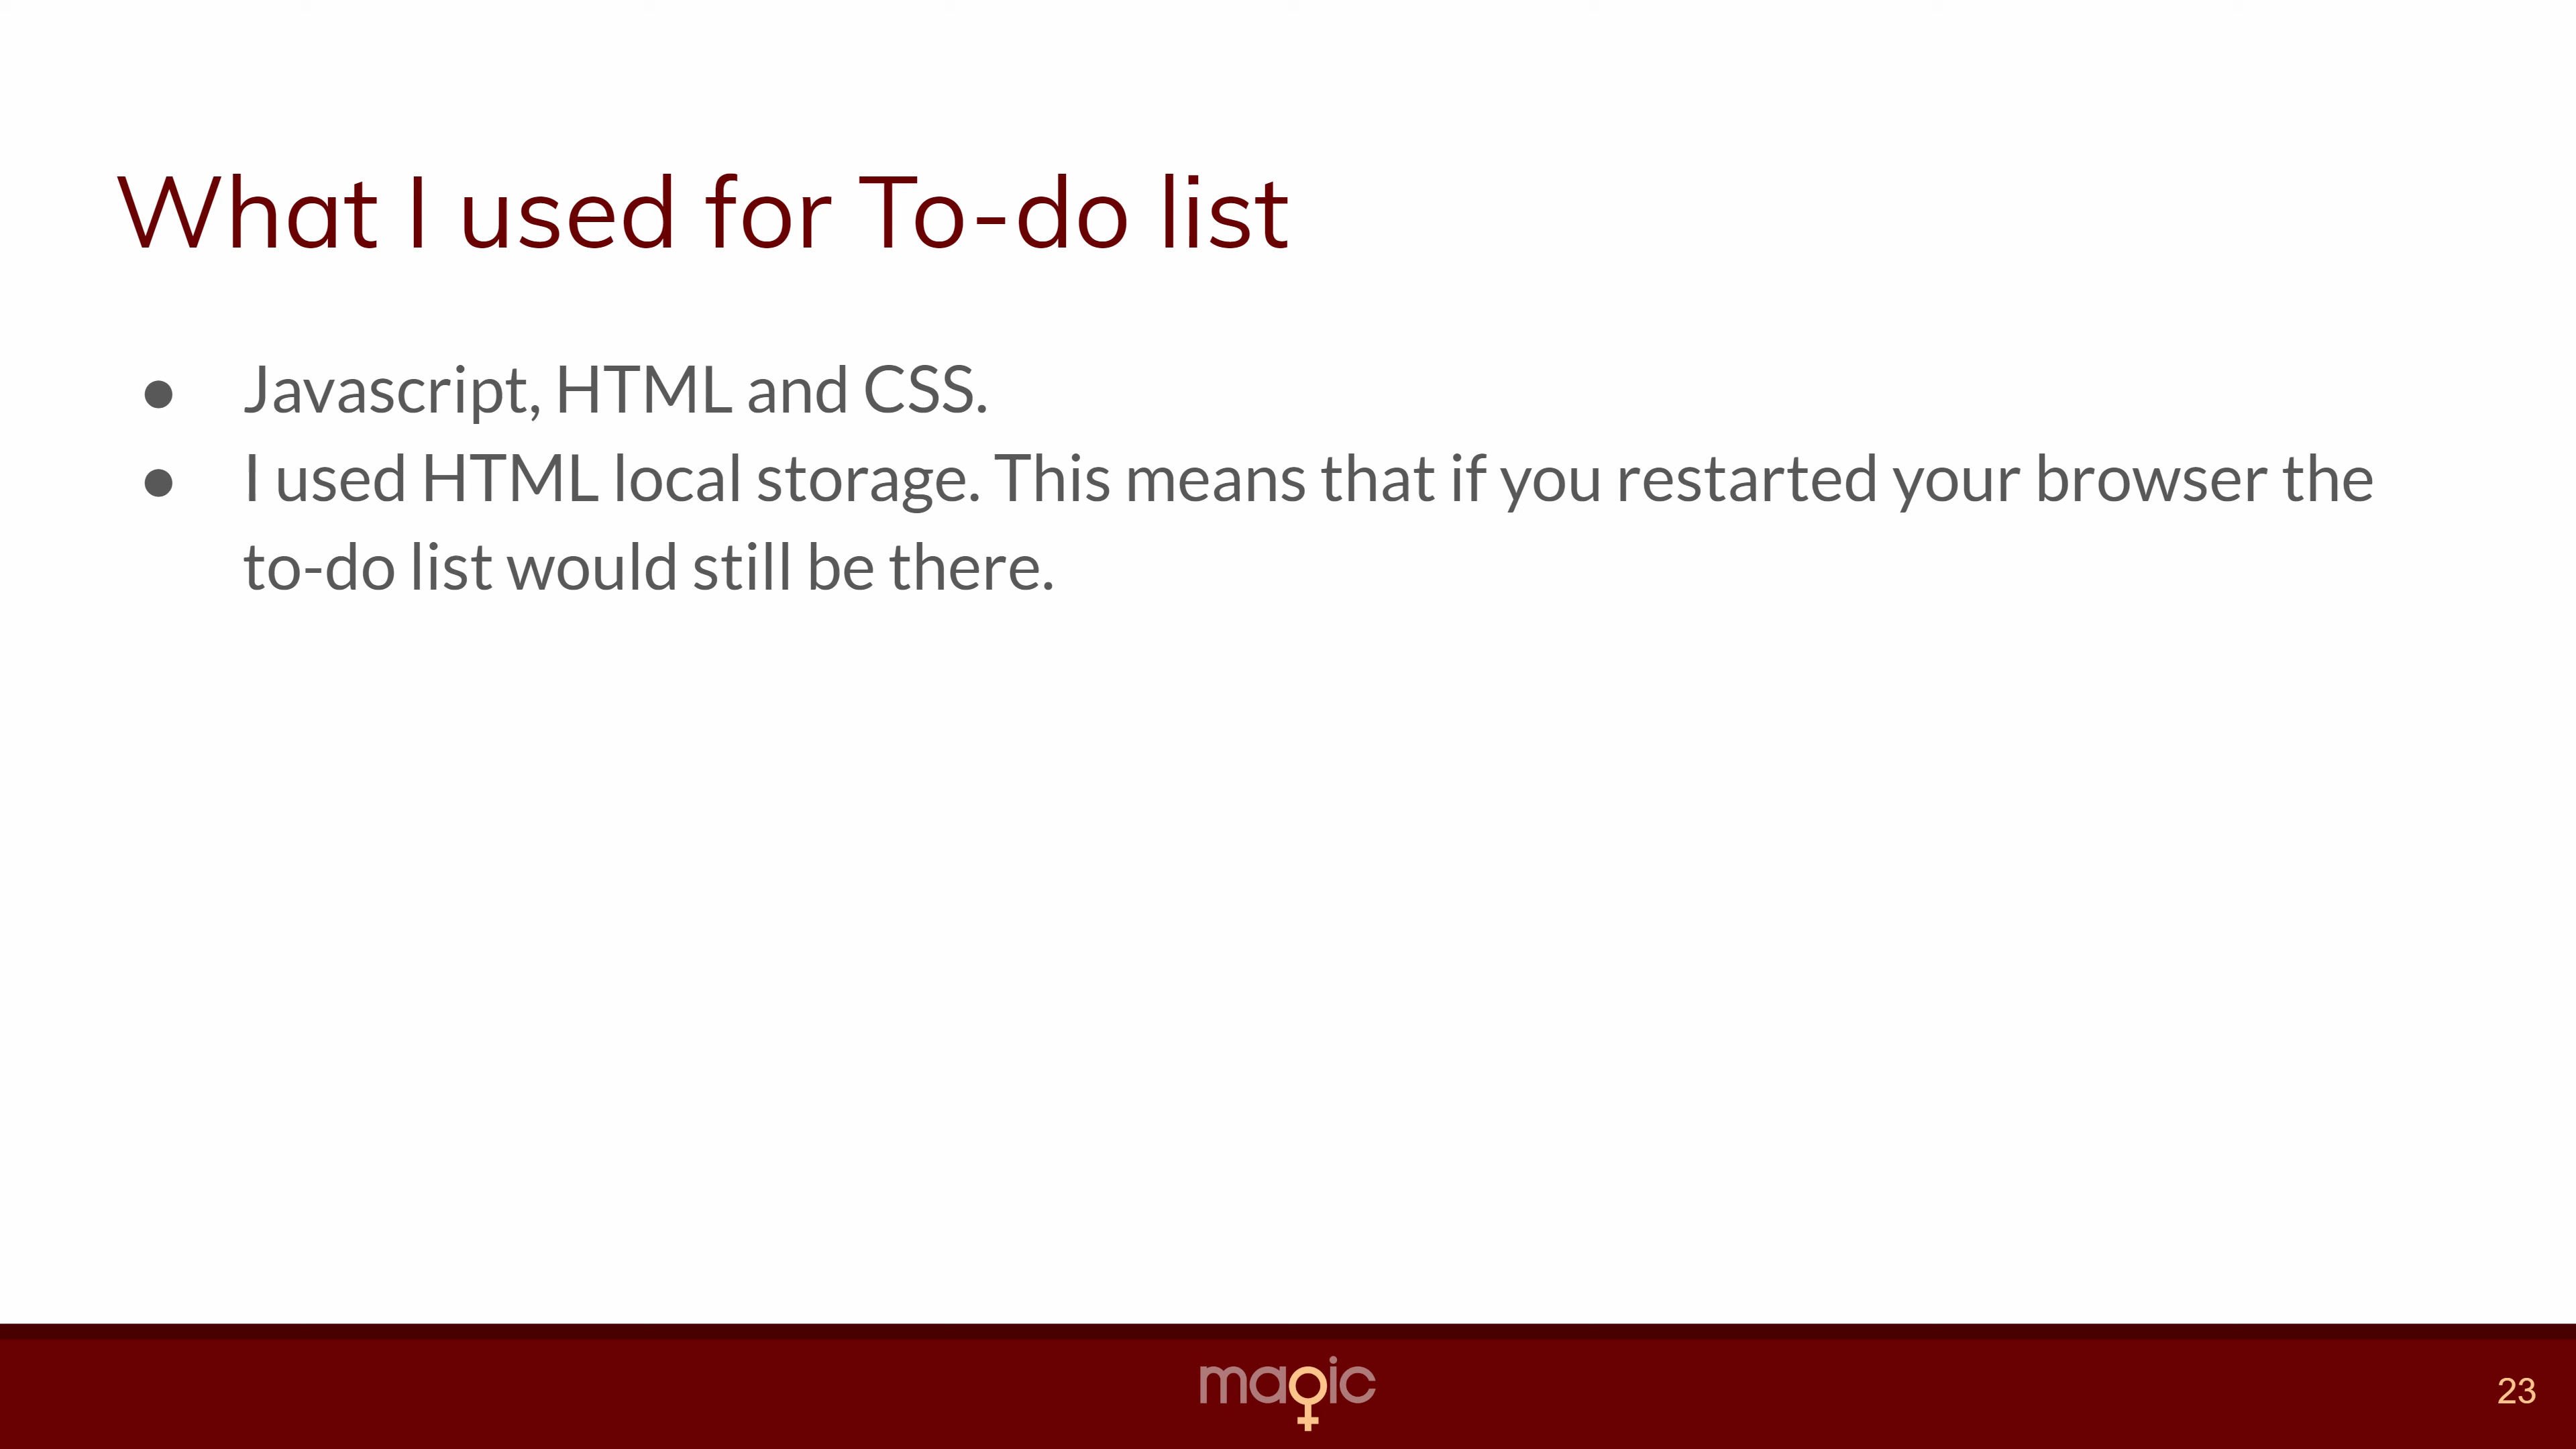 What I used for To-do list
● Javascript, HTML and CSS.
● I used HTML local storage. This means that if you restarted your browser the
to-do list would still be there.
magic
23